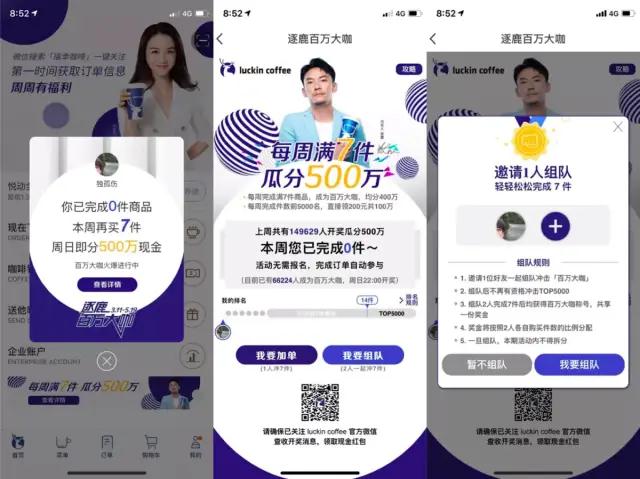 8:52
4G
微信搜索「瑞幸咖啡」一键关注
第一时间获取订单信息
周周有福利
独孤伤
你已完成0件商品
本周再买7件
周日即分500万现金
百万大咖火爆进行中
查看详情
逐鹿
3.11-5.19
百万大咖
现在
咖啡
送他
企业账户
ENTERPRISE ACCOUNT
每周满7件 瓜分500万
查看详情
首页
菜单
订单
购物车
我的
8:52
4G
逐鹿百万大咖
luckin coffee
攻略
每周满7件
瓜分500万
· 每周完成满7件商品，成为百万大咖，均分400万
· 每周完成件数前5000名，直接领200元共100万
上周共有149629人开奖瓜分500万
本周您已完成0件～
活动无需报名，完成订单自动参与
(目前已有66224人成为百万大咖，周日22:00开奖)
我的排名
14件
排名规则
TOP5000
我要加单
我要组队
(1人冲7件)
(2人一起冲7件)
请确保已关注 luckin coffee 官方微信
查收开奖消息、领取现金红包
8:52
4G
逐鹿百万大咖
luckin coffee
攻略
邀请1人组队
轻轻松松完成 7 件
组队规则
1. 邀请1位好友一起组队冲击「百万大咖」
2. 组队后不再有资格冲击TOP5000
3. 组队2人完成7件后均获得百万大咖称号，共享一份奖金
4. 奖金将按照2人各自购买件数的比例分配
5. 一旦组队，本期活动内不得拆分
暂不组队
我要组队
请确保已关注 luckin coffee 官方微信
查收开奖消息、领取现金红包